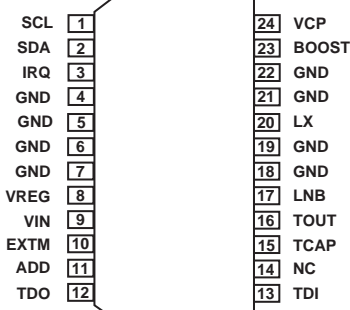 SCL 1 24 VCP
SDA 2 23 BOOST
IRQ 3 22 GND
GND 4 21 GND
GND 5 20 LX
GND 6 19 GND
GND 7 18 GND
VREG 8 17 LNB
VIN 9 16 TOUT
EXTM 10 15 TCAP
ADD 11 14 NC
TDO 12 13 TDI